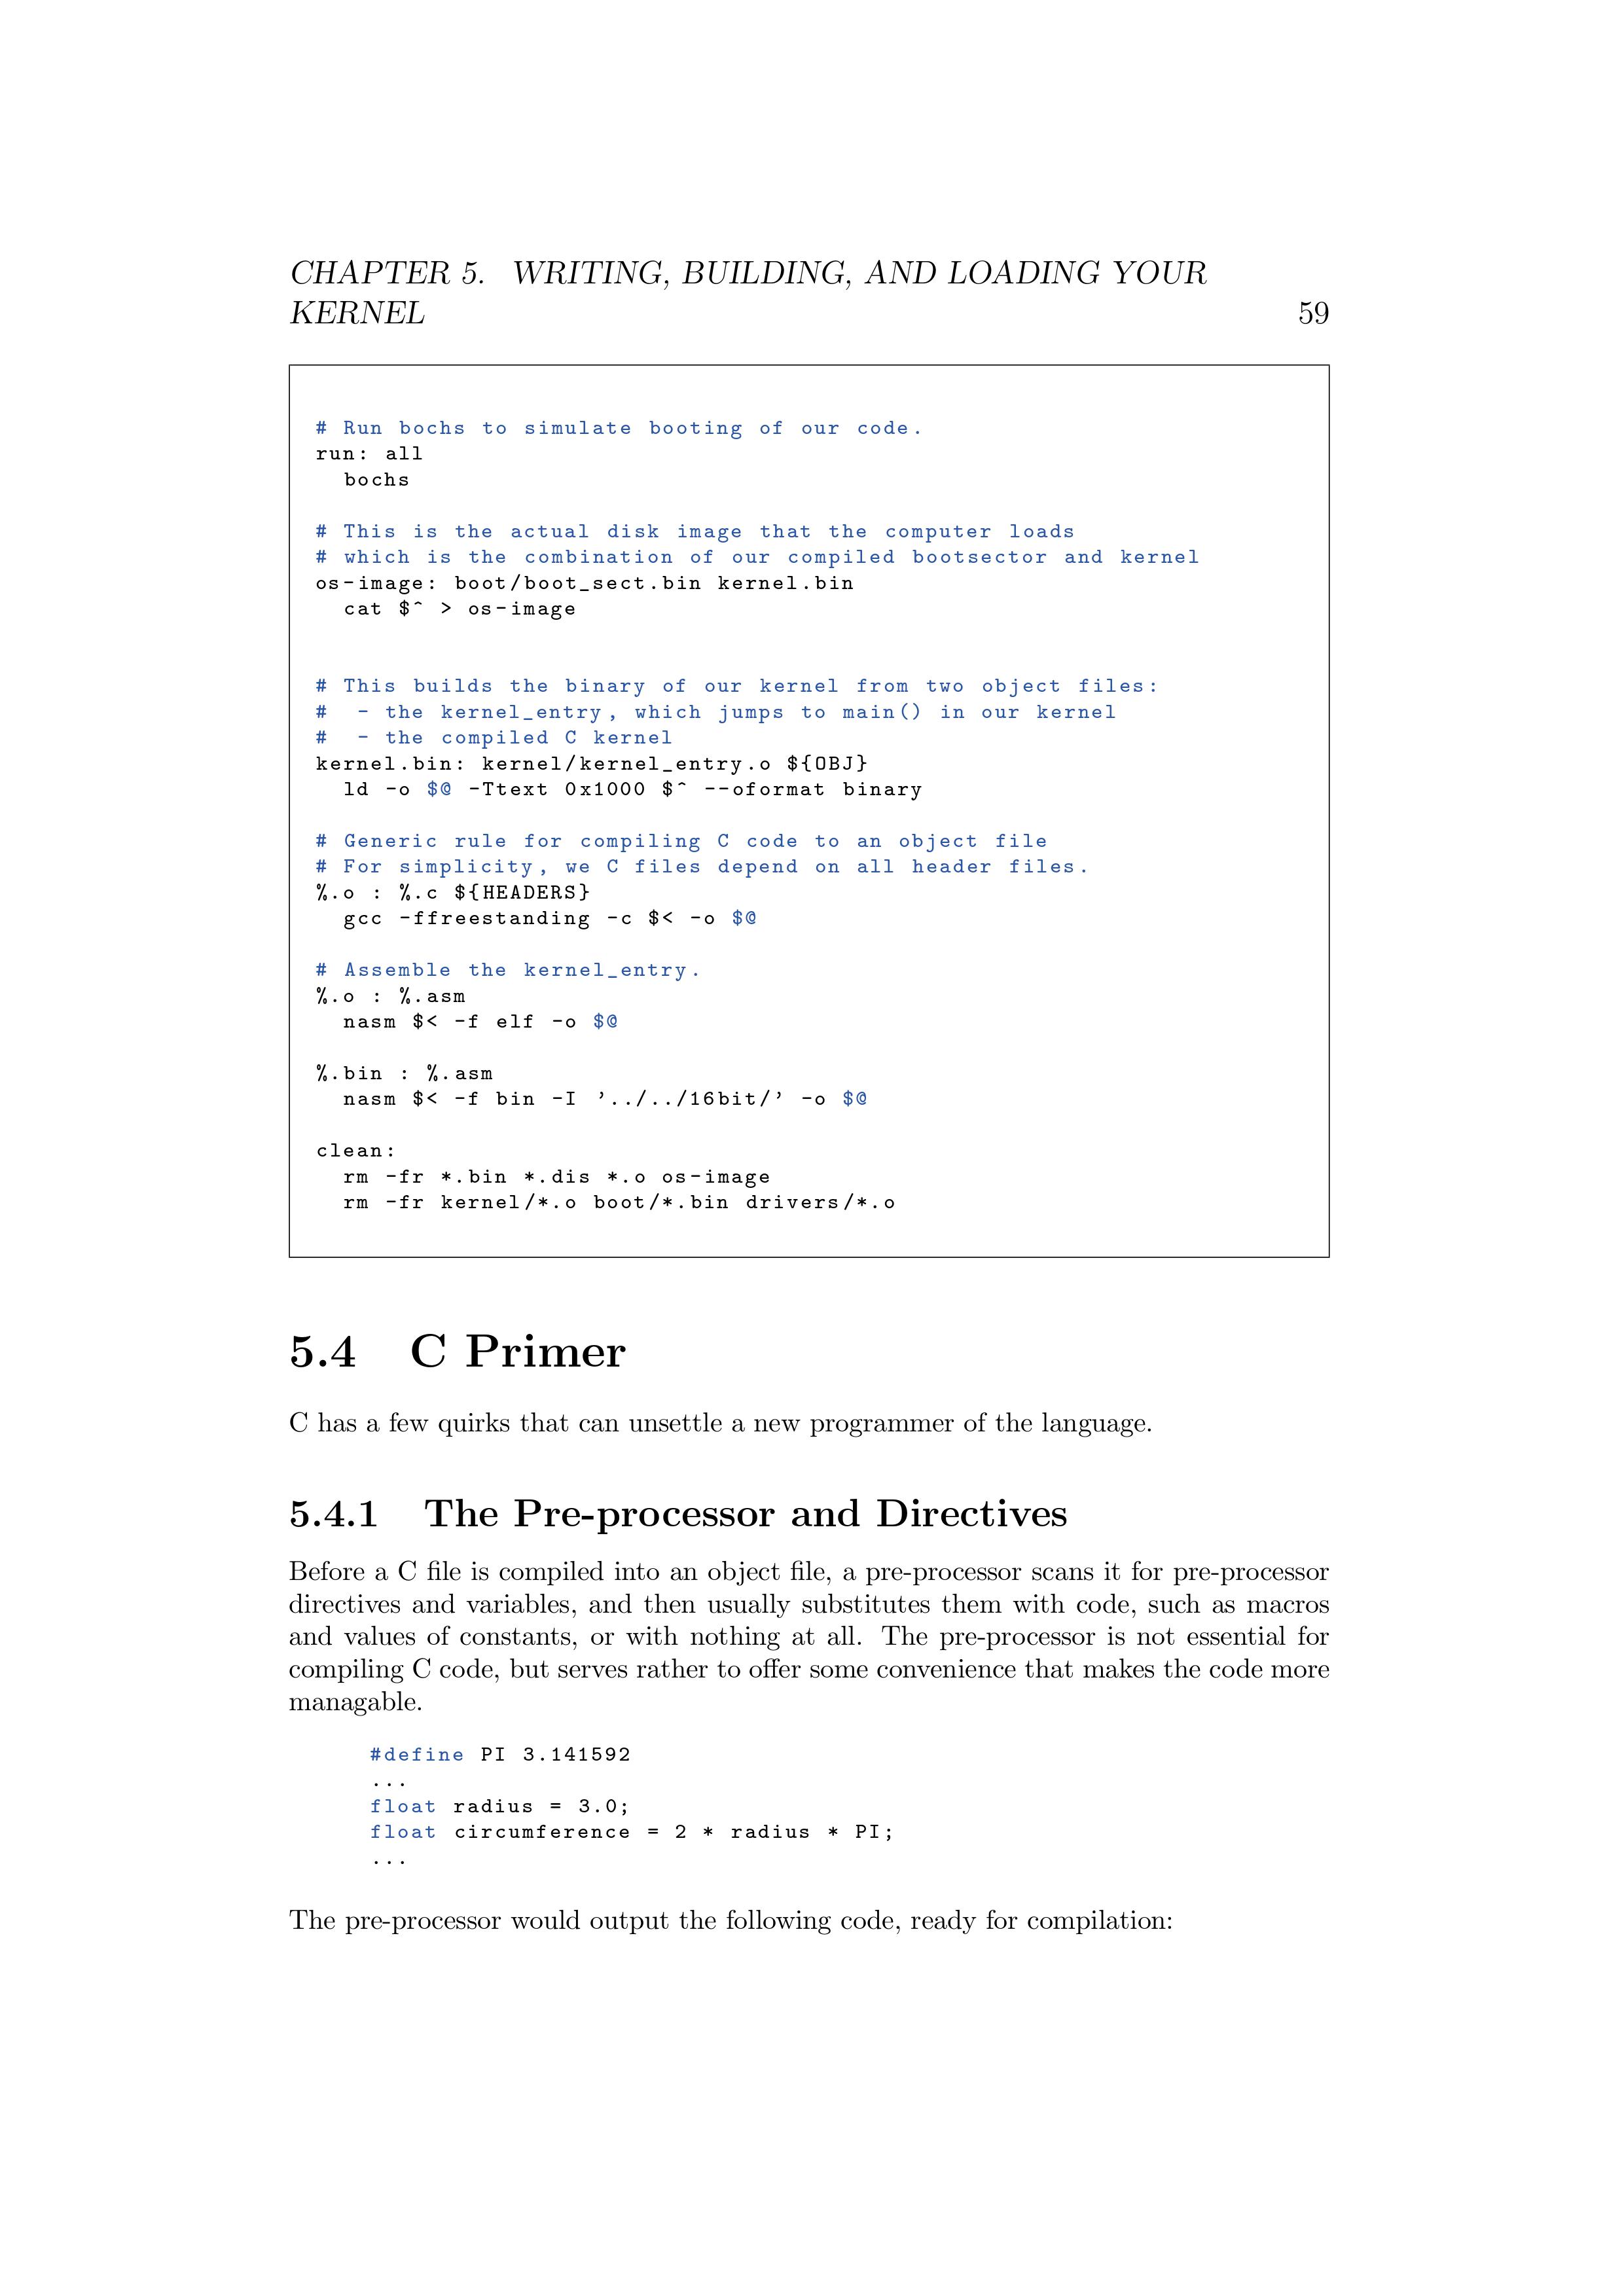 CHAPTER 5. WRITING, BUILDING, AND LOADING YOUR
KERNEL 59
# Run bochs to simulate booting of our code.
run: all
  bochs
# This is the actual disk image that the computer loads
# which is the combination of our compiled bootsector and kernel
os-image: boot/boot_sect.bin kernel.bin
  cat $^ > os-image
# This builds the binary of our kernel from two object files:
#  - the kernel_entry, which jumps to main() in our kernel
#  - the compiled C kernel
kernel.bin: kernel/kernel_entry.o ${OBJ}
  ld -o $@ -Ttext 0x1000 $^ --oformat binary
# Generic rule for compiling C code to an object file
# For simplicity, we C files depend on all header files.
%.o : %.c ${HEADERS}
  gcc -ffreestanding -c $< -o $@
# Assemble the kernel_entry.
%.o : %.asm
  nasm $< -f elf -o $@
%.bin : %.asm
  nasm $< -f bin -I '../../16bit/' -o $@
clean:
  rm -fr *.bin *.dis *.o os-image
  rm -fr kernel/*.o boot/*.bin drivers/*.o
5.4 C Primer
C has a few quirks that can unsettle a new programmer of the language.
5.4.1 The Pre-processor and Directives
Before a C file is compiled into an object file, a pre-processor scans it for pre-processor
directives and variables, and then usually substitutes them with code, such as macros
and values of constants, or with nothing at all. The pre-processor is not essential for
compiling C code, but serves rather to offer some convenience that makes the code more
managable.
#define PI 3.141592
...
float radius = 3.0;
float circumference = 2 * radius * PI;
...
The pre-processor would output the following code, ready for compilation: